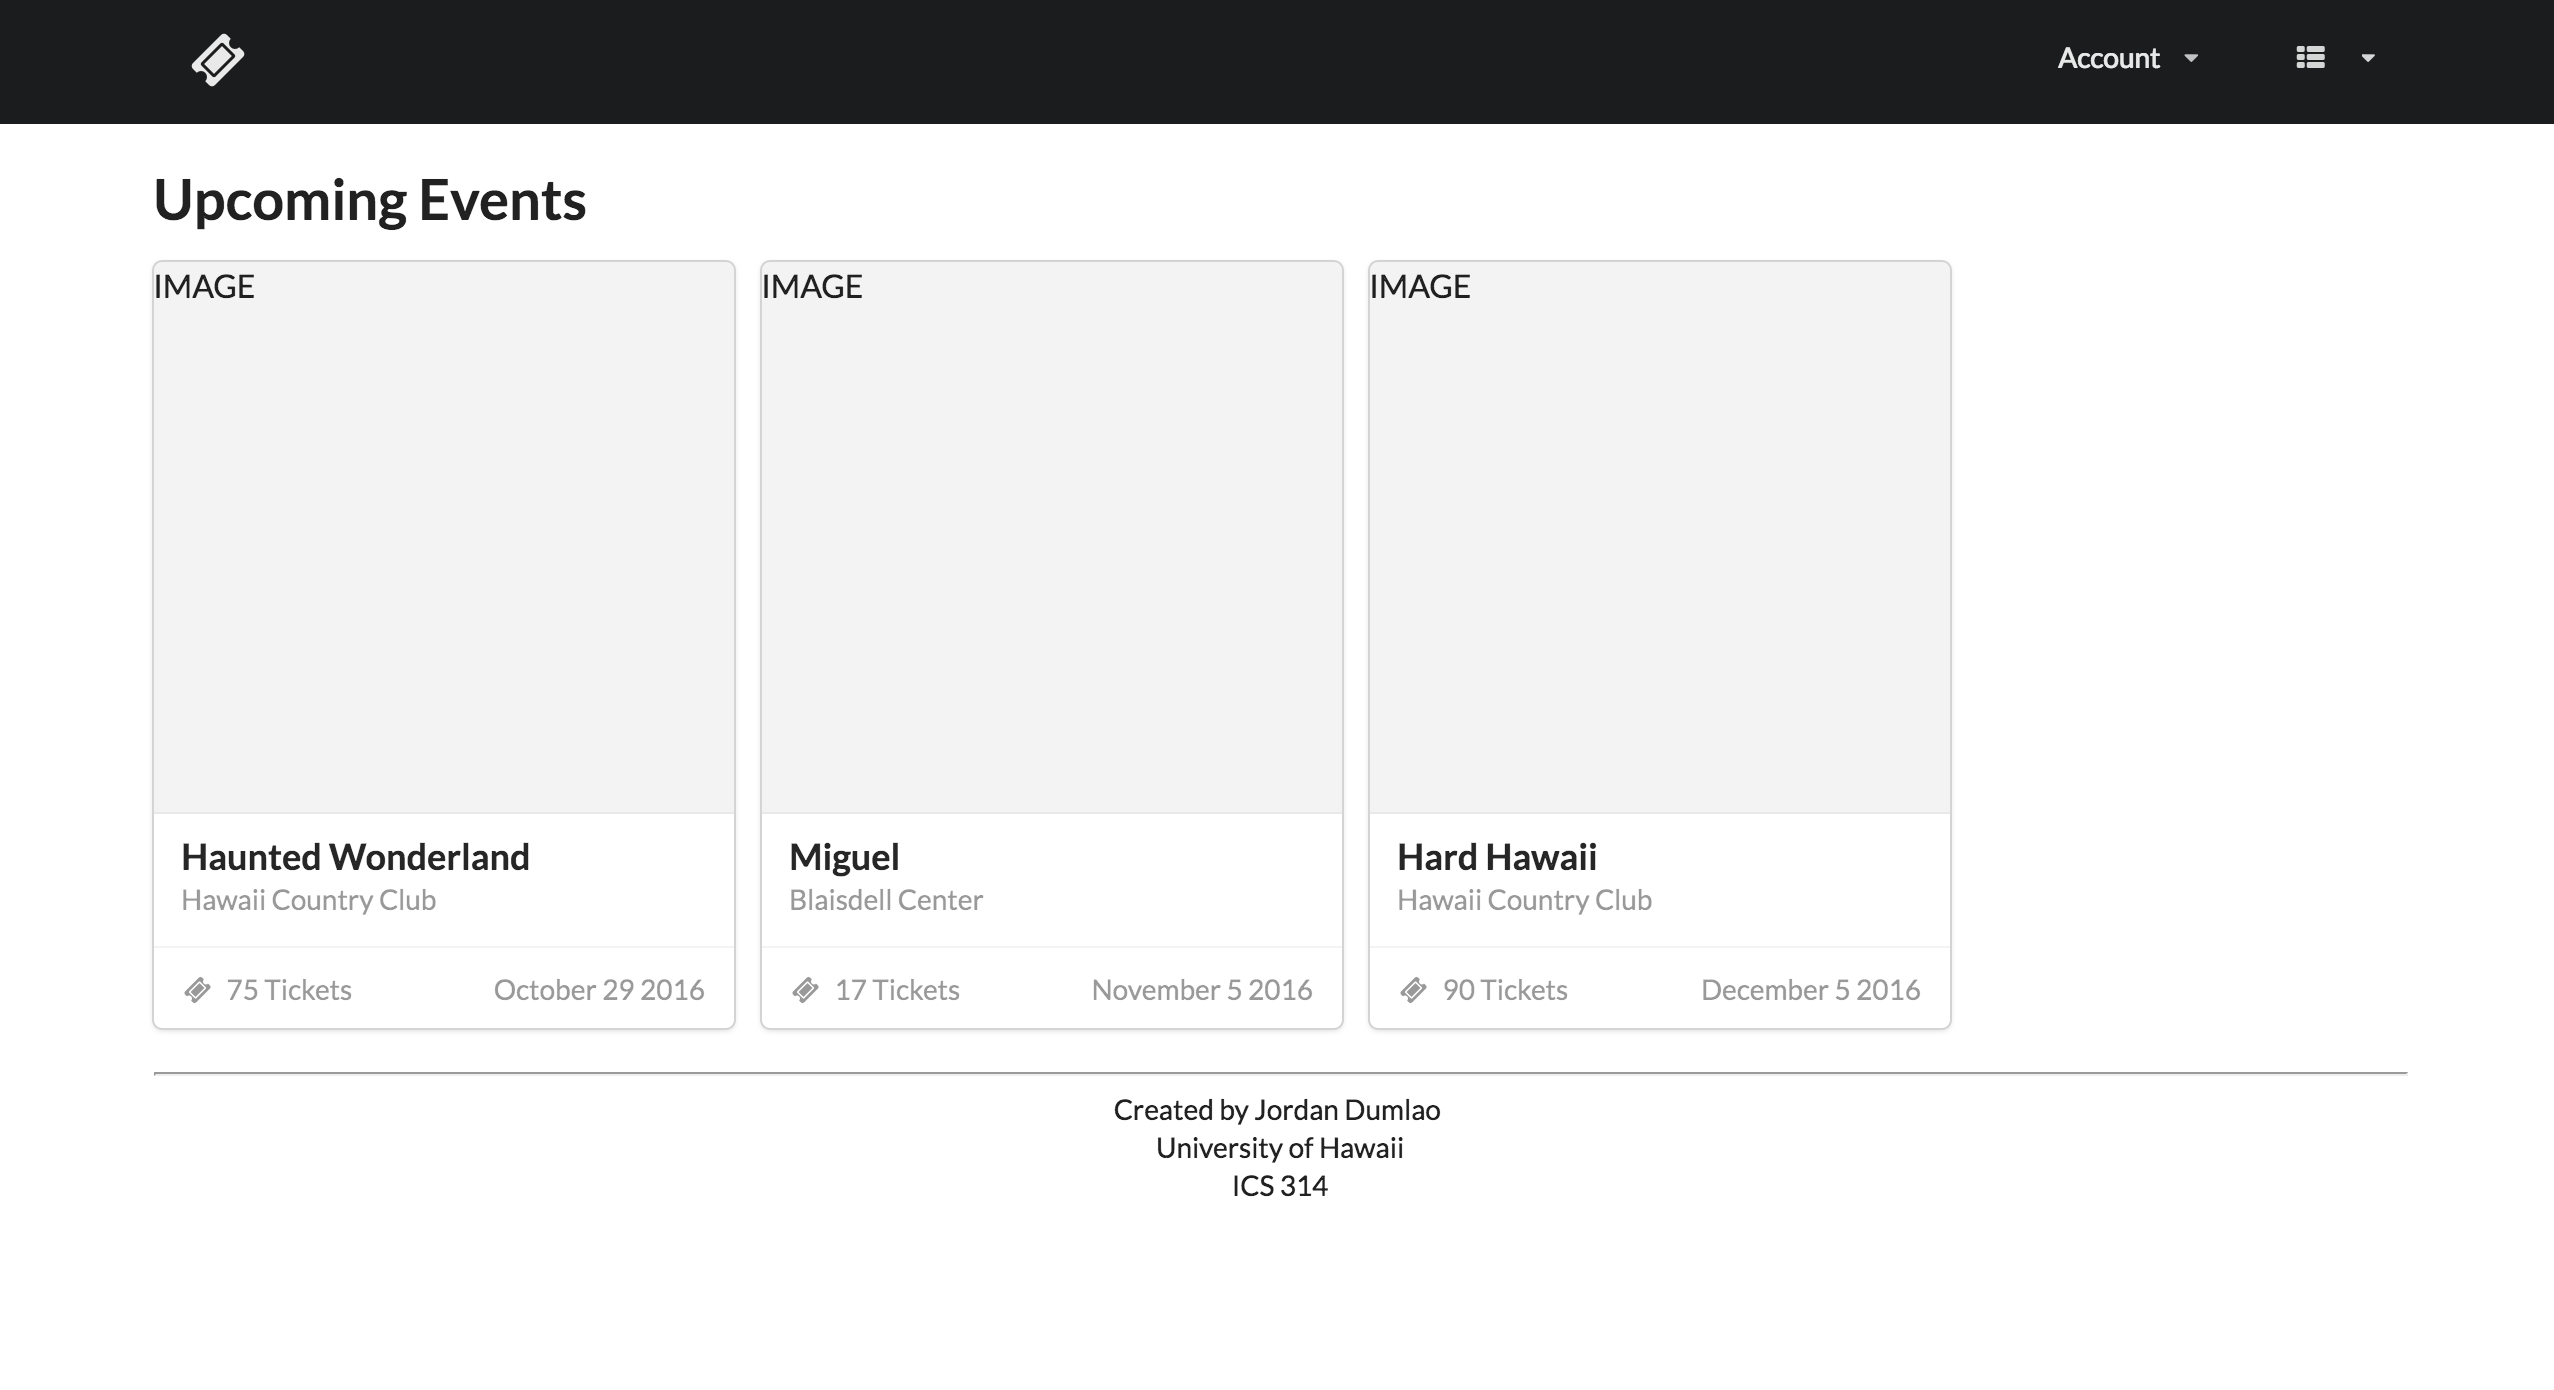 Account
Upcoming Events
IMAGE
IMAGE
IMAGE
Haunted Wonderland
Hawaii Country Club
75 Tickets
October 29 2016
Miguel
Blaisdell Center
17 Tickets
November 5 2016
Hard Hawaii
Hawaii Country Club
90 Tickets
December 5 2016
Created by Jordan Dumlao
University of Hawaii
ICS 314